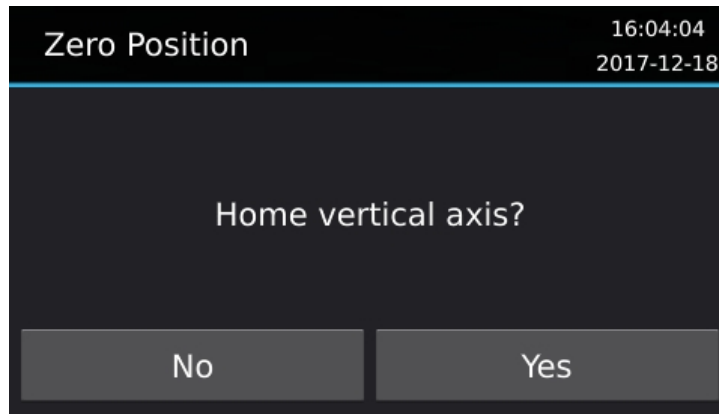 Zero Position
16:04:04
2017-12-18
Home vertical axis?
No
Yes